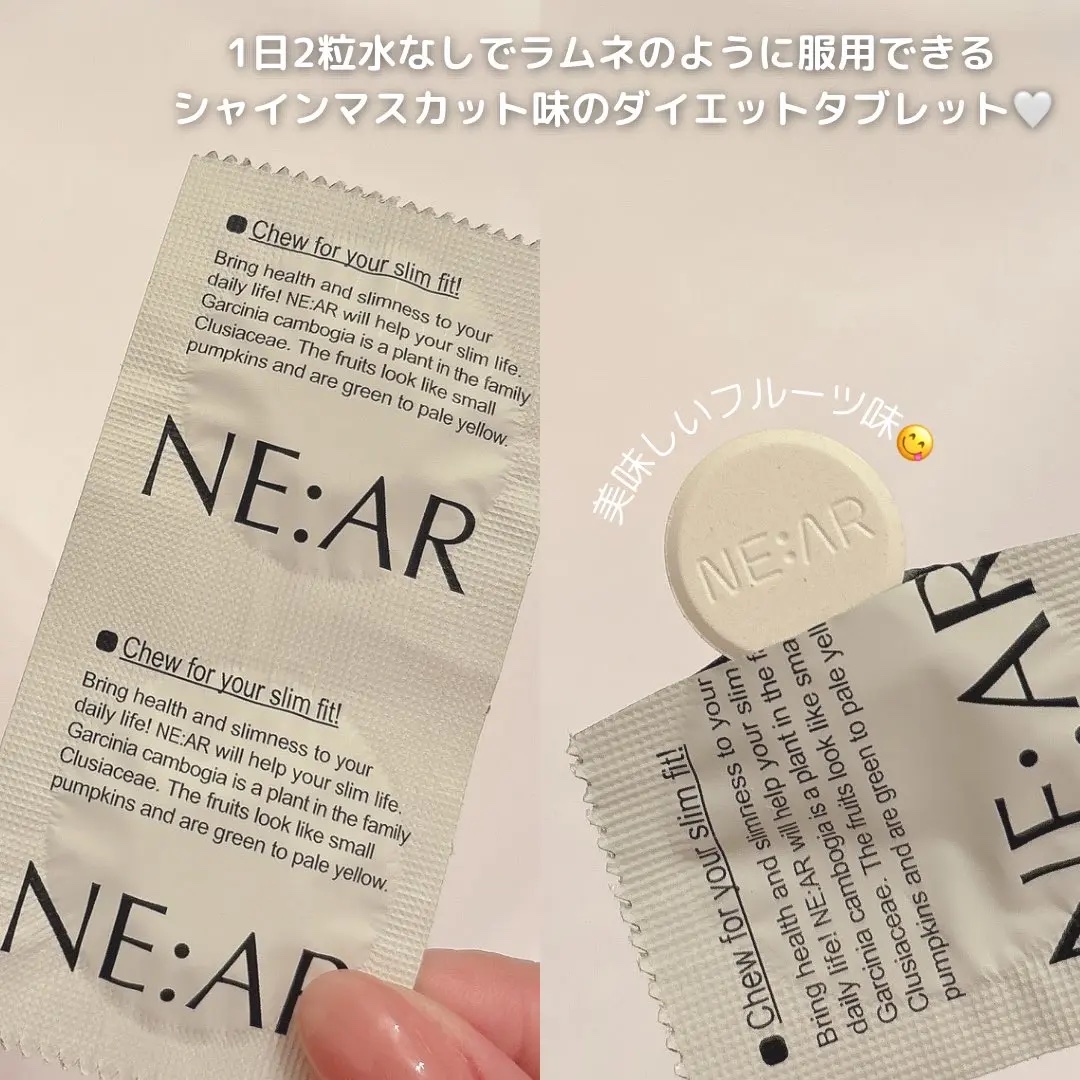 1日2粒水なしでラムネのように服用できる
シャインマスカット味のダイエットタブレット🤍
Chew for your slim fit!
Bring health and slimness to your
daily life! NE:AR will help your slim life.
Garcinia cambogia is a plant in the family
Clusiaceae. The fruits look like small
pumpkins and are green to pale yellow.
NE:AR
Chew for your slim fit!
Bring health and slimness to your
daily life! NE:AR will help your slim life.
Garcinia cambogia is a plant in the family
Clusiaceae. The fruits look like small
pumpkins and are green to pale yellow.
NE:AR
美味しいフルーツ味😋
NE:AR
Chew for your slim fit!
Bring health and slimness to your
daily life! NE:AR will help your slim
Garcinia cambogia is a plant in the f
Clusiaceae. The fruits look like smal
pumpkins and are green to pale yell
NE:AR